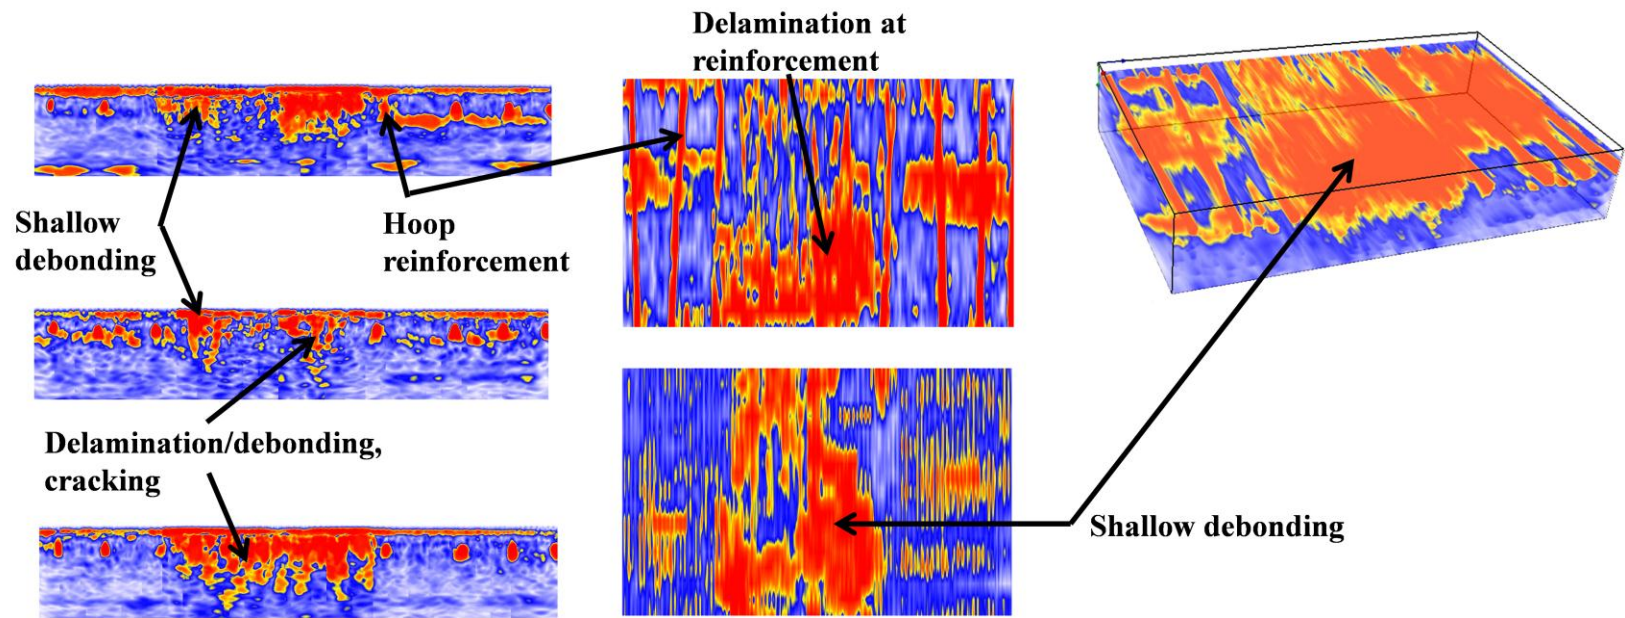 Delamination at
reinforcement
Shallow
debonding
Hoop
reinforcement
Delamination/debonding,
cracking
Shallow debonding